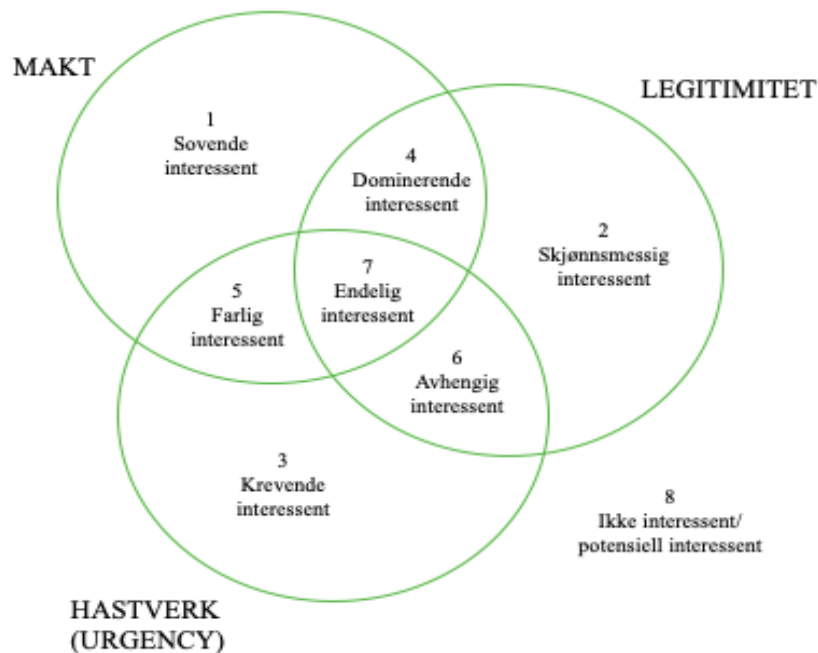 MAKT
LEGITIMITET
1
Sovende
interessent
4
Dominerende
interessent
2
Skjønnsmessig
interessent
7
Endelig
interessent
5
Farlig
interessent
6
Avhengig
interessent
3
Krevende
interessent
8
Ikke interessent/
potensiell interessent
HASTVERK
(URGENCY)